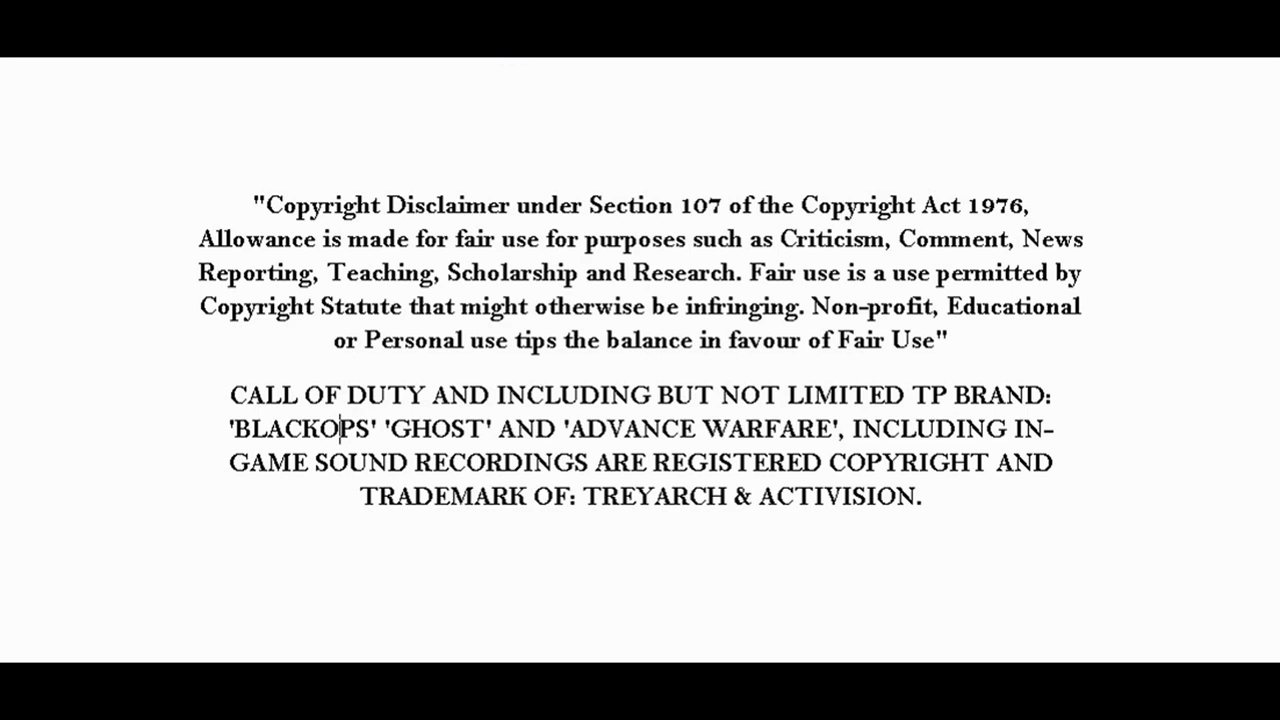 "Copyright Disclaimer under Section 107 of the Copyright Act 1976,
Allowance is made for fair use for purposes such as Criticism, Comment, News
Reporting, Teaching, Scholarship and Research. Fair use is a use permitted by
Copyright Statute that might otherwise be infringing. Non-profit, Educational
or Personal use tips the balance in favour of Fair Use"
CALL OF DUTY AND INCLUDING BUT NOT LIMITED TP BRAND:
'BLACKOPS' 'GHOST' AND 'ADVANCE WARFARE', INCLUDING IN-
GAME SOUND RECORDINGS ARE REGISTERED COPYRIGHT AND
TRADEMARK OF: TREYARCH & ACTIVISION.